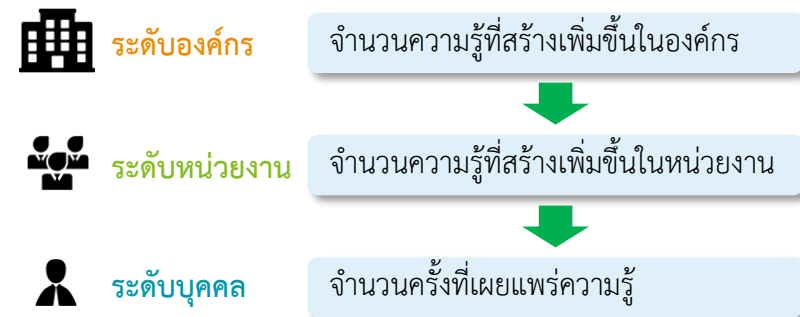 ระดับองค์กร
จำนวนความรู้ที่สร้างเพิ่มขึ้นในองค์กร
ระดับหน่วยงาน
จำนวนความรู้ที่สร้างเพิ่มขึ้นในหน่วยงาน
ระดับบุคคล
จำนวนครั้งที่เผยแพร่ความรู้